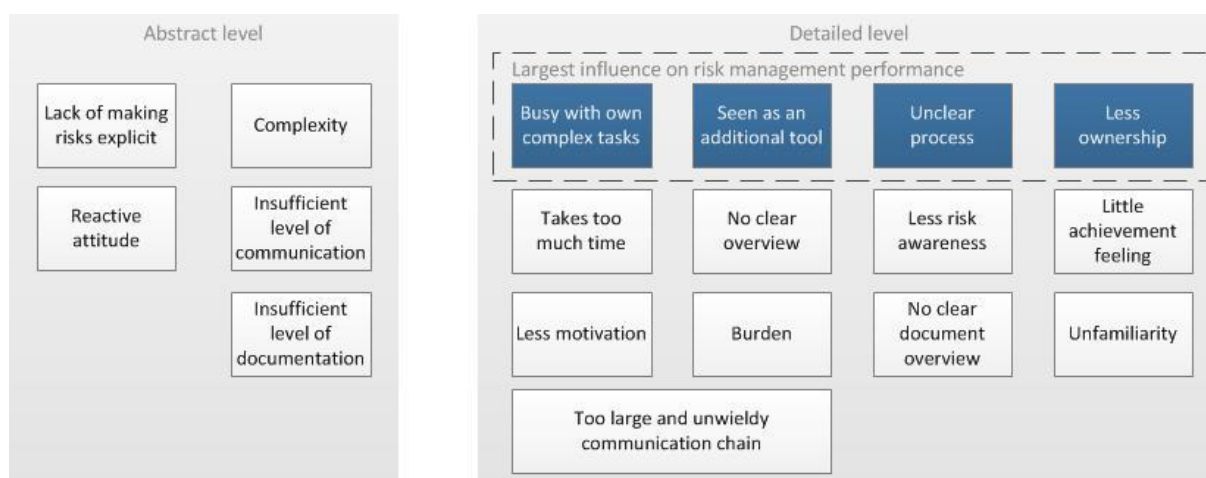 Abstract level
Lack of making
risks explicit
Complexity
Reactive
attitude
Insufficient
level of
communication
Insufficient
level of
documentation
Detailed level
Largest influence on risk management performance
Busy with own
complex tasks
Seen as an
additional tool
Unclear
process
Less
ownership
Takes too
much time
No clear
overview
Less risk
awareness
Little
achievement
feeling
Less motivation
Burden
No clear
document
overview
Unfamiliarity
Too large and unwieldy
communication chain